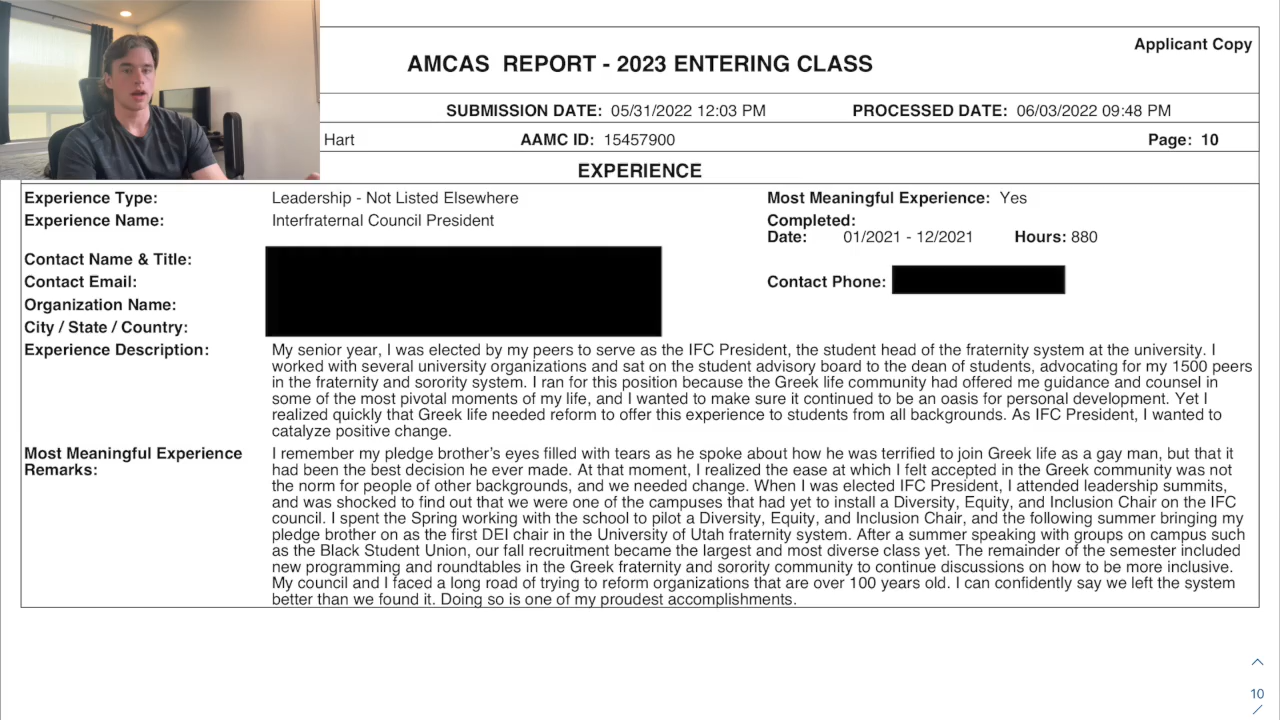 Applicant Copy
AMCAS REPORT - 2023 ENTERING CLASS
SUBMISSION DATE: 05/31/2022 12:03 PM PROCESSED DATE: 06/03/2022 09:48 PM
Hart AAMC ID: 15457900 Page: 10
EXPERIENCE
Experience Type: Leadership - Not Listed Elsewhere Most Meaningful Experience: Yes
Experience Name: Interfraternal Council President Completed:
Date: 01/2021 - 12/2021 Hours: 880
Contact Name & Title:
Contact Email: Contact Phone:
Organization Name:
City / State / Country:
Experience Description: My senior year, I was elected by my peers to serve as the IFC President, the student head of the fraternity system at the university. I
worked with several university organizations and sat on the student advisory board to the dean of students, advocating for my 1500 peers
in the fraternity and sorority system. I ran for this position because the Greek life community had offered me guidance and counsel in
some of the most pivotal moments of my life, and I wanted to make sure it continued to be an oasis for personal development. Yet I
realized quickly that Greek life needed reform to offer this experience to students from all backgrounds. As IFC President, I wanted to
catalyze positive change.
Most Meaningful Experience I remember my pledge brother's eyes filled with tears as he spoke about how he was terrified to join Greek life as a gay man, but that it
Remarks: had been the best decision he ever made. At that moment, I realized the ease at which I felt accepted in the Greek community was not
the norm for people of other backgrounds, and we needed change. When I was elected IFC President, I attended leadership summits,
and was shocked to find out that we were one of the campuses that had yet to install a Diversity, Equity, and Inclusion Chair on the IFC
council. I spent the Spring working with the school to pilot a Diversity, Equity, and Inclusion Chair, and the following summer bringing my
pledge brother on as the first DEI chair in the University of Utah fraternity system. After a summer speaking with groups on campus such
as the Black Student Union, our fall recruitment became the largest and most diverse class yet. The remainder of the semester included
new programming and roundtables in the Greek fraternity and sorority community to continue discussions on how to be more inclusive.
My council and I faced a long road of trying to reform organizations that are over 100 years old. I can confidently say we left the system
better than we found it. Doing so is one of my proudest accomplishments.
10
/